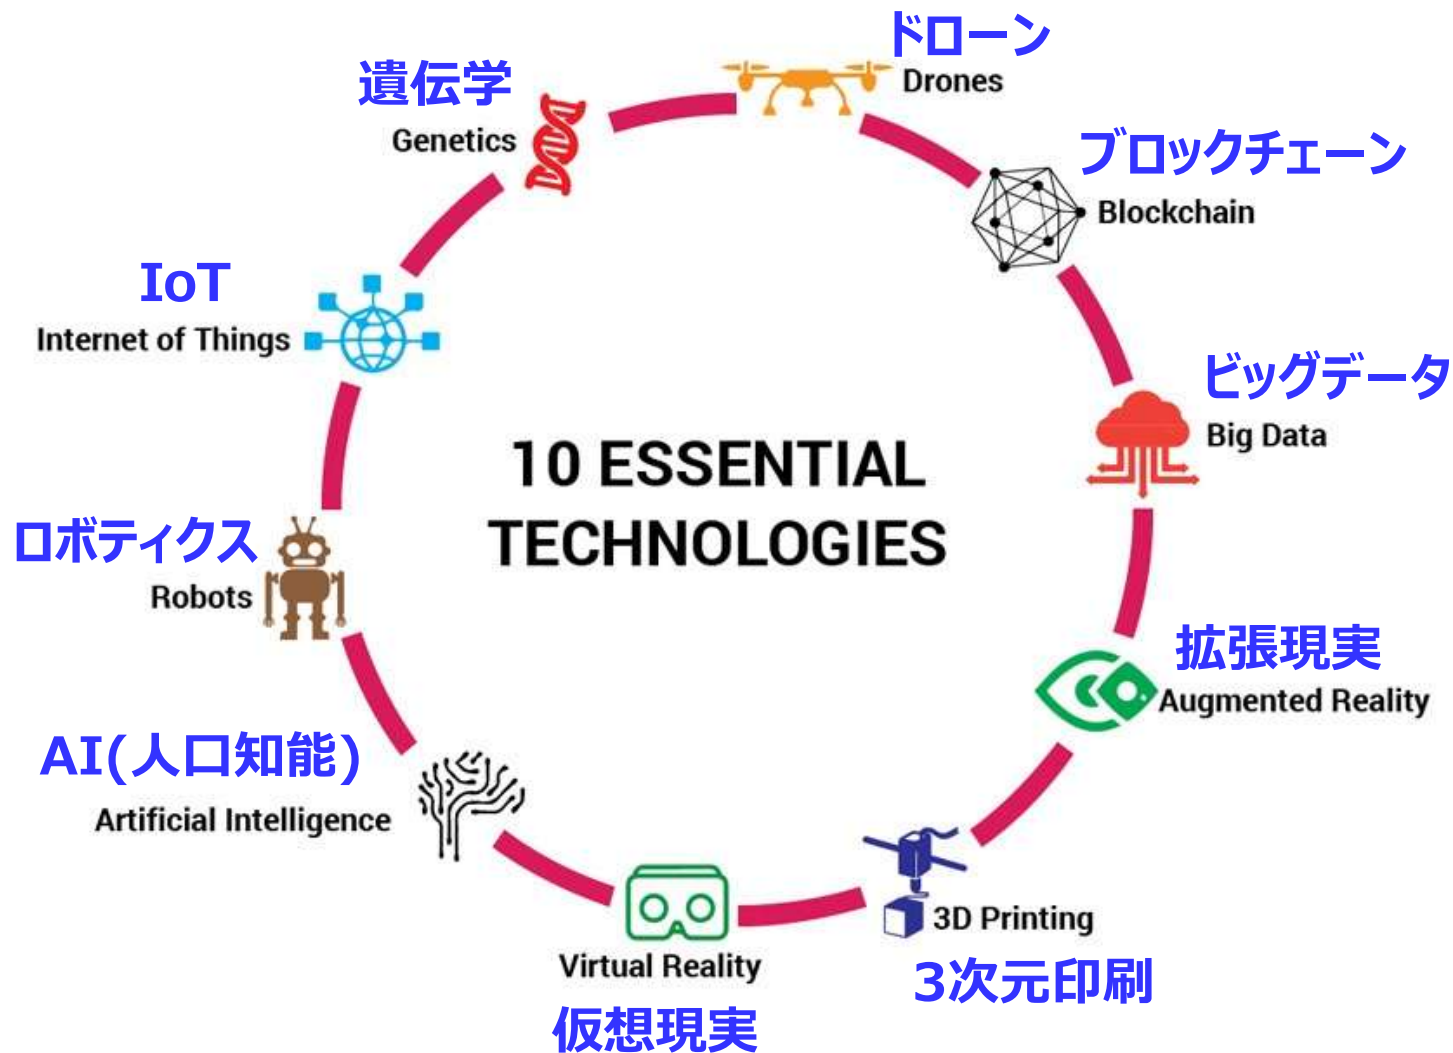 ドローン
Drones
遺伝学
Genetics
ブロックチェーン
Blockchain
IoT
Internet of Things
ビッグデータ
Big Data
10 ESSENTIAL
TECHNOLOGIES
ロボティクス
Robots
拡張現実
Augmented Reality
AI(人口知能)
Artificial Intelligence
3D Printing
3次元印刷
Virtual Reality
仮想現実